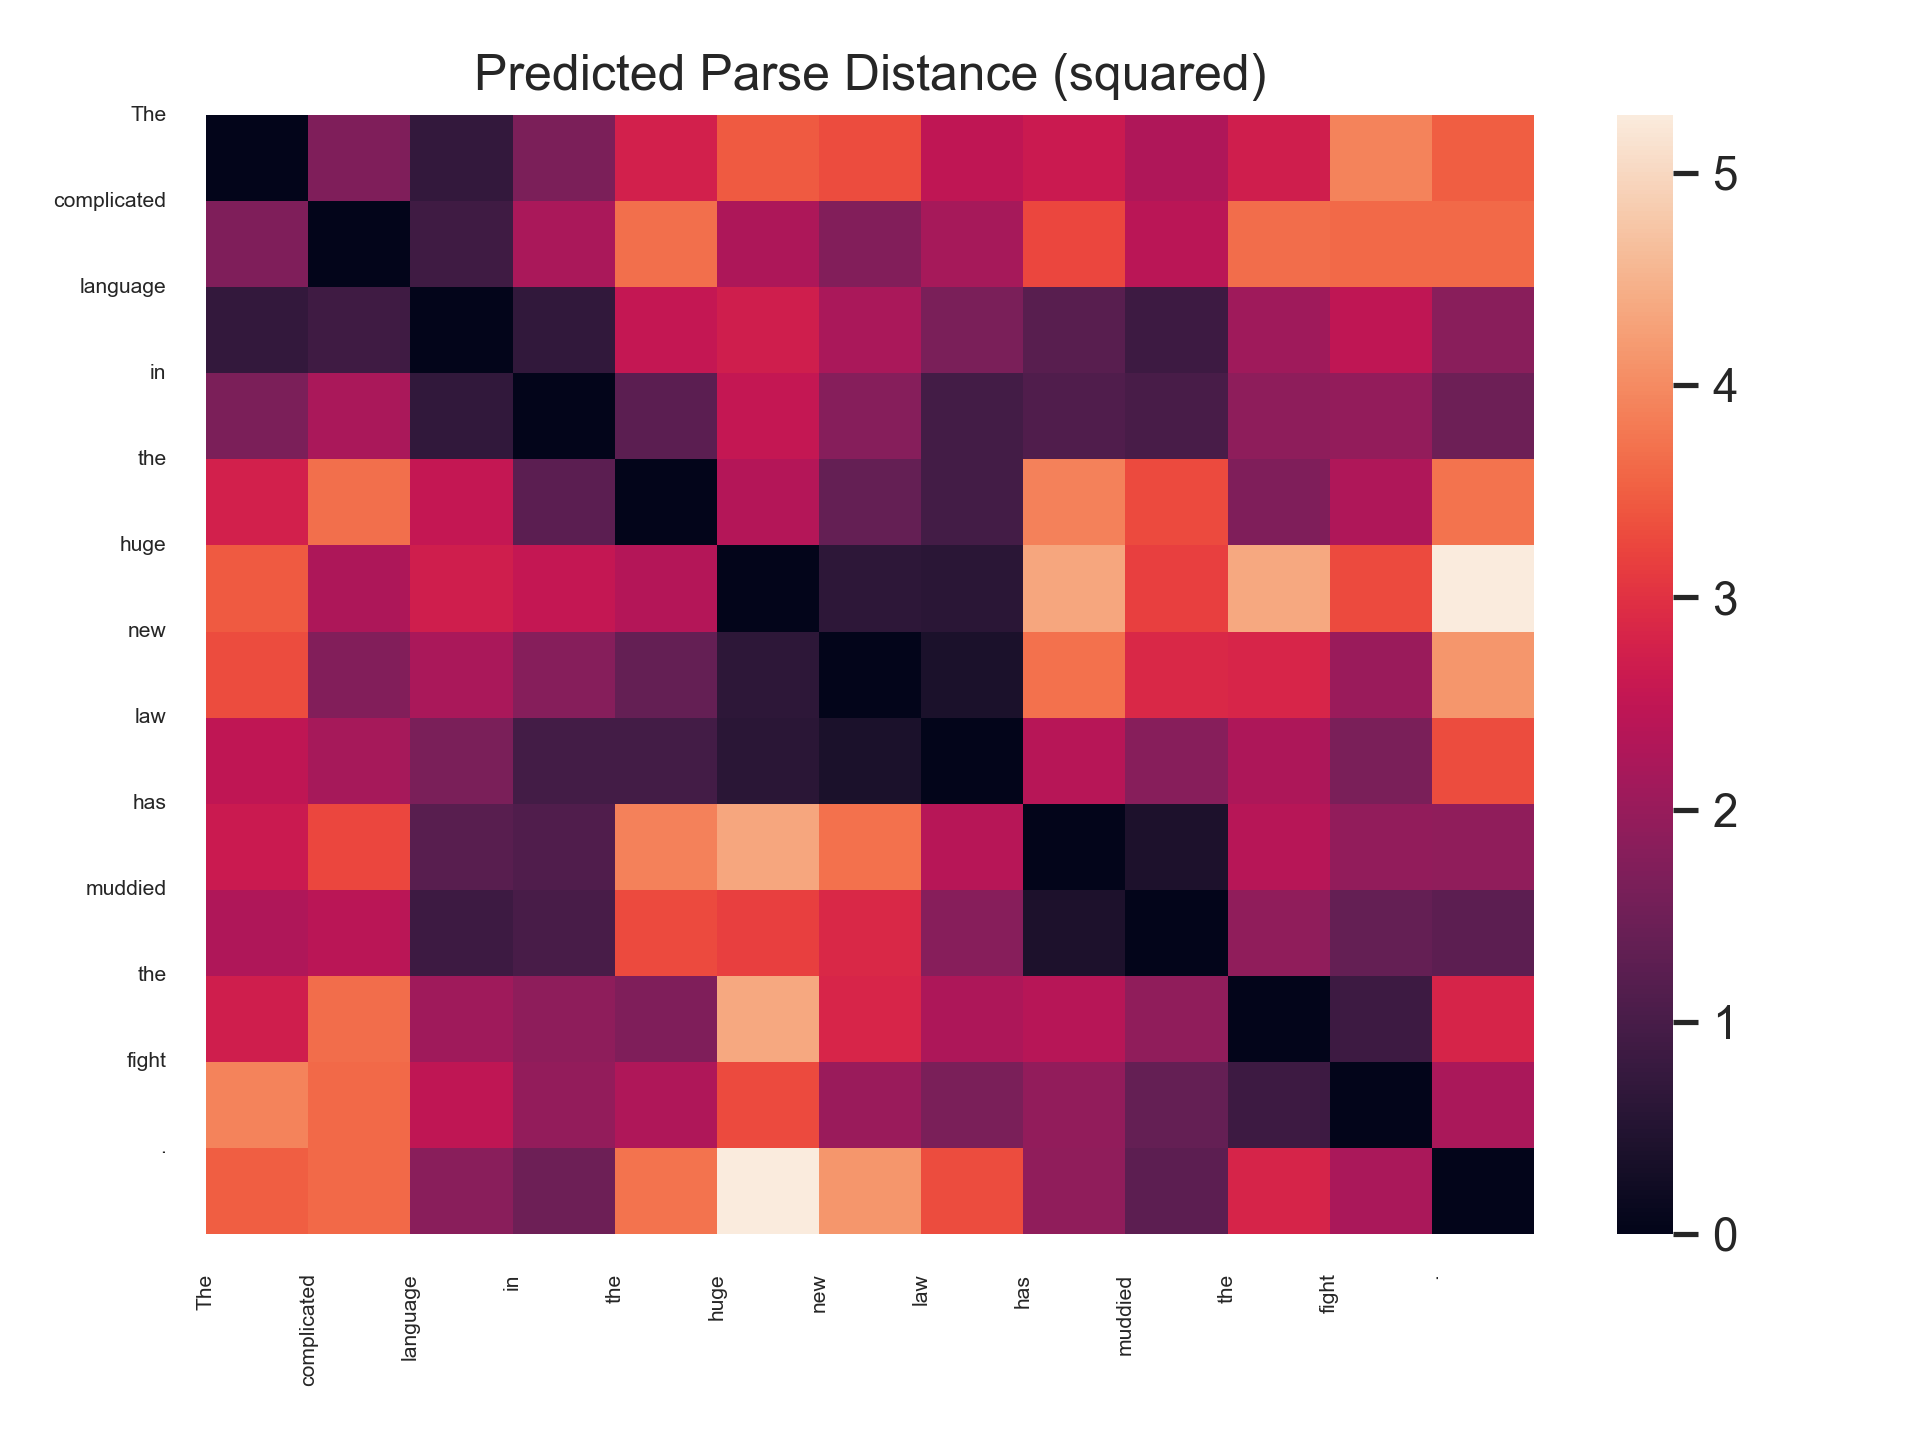 Predicted Parse Distance (squared)
The
complicated
language
in
the
huge
new
law
has
muddied
the
fight
.
The
complicated
language
in
the
huge
new
law
has
muddied
the
fight
.
5
4
3
2
1
0